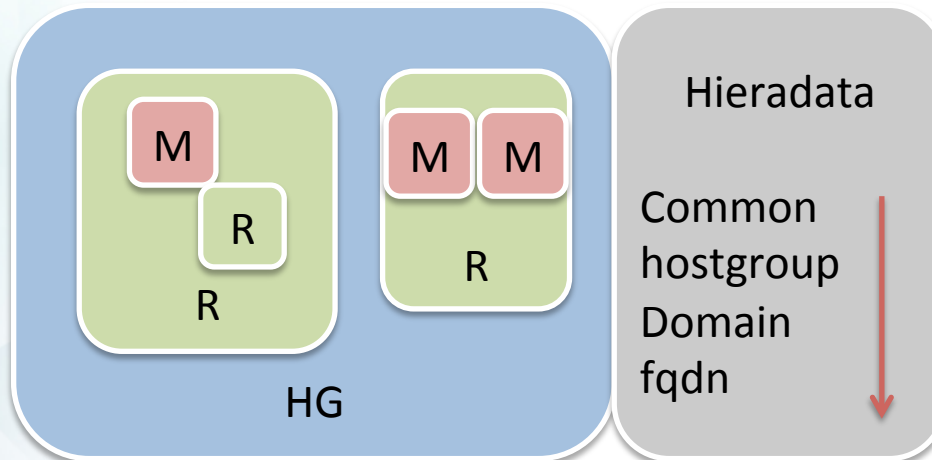 M
R
R
M M
R
HG
Hieradata
Common
hostgroup
Domain
fqdn